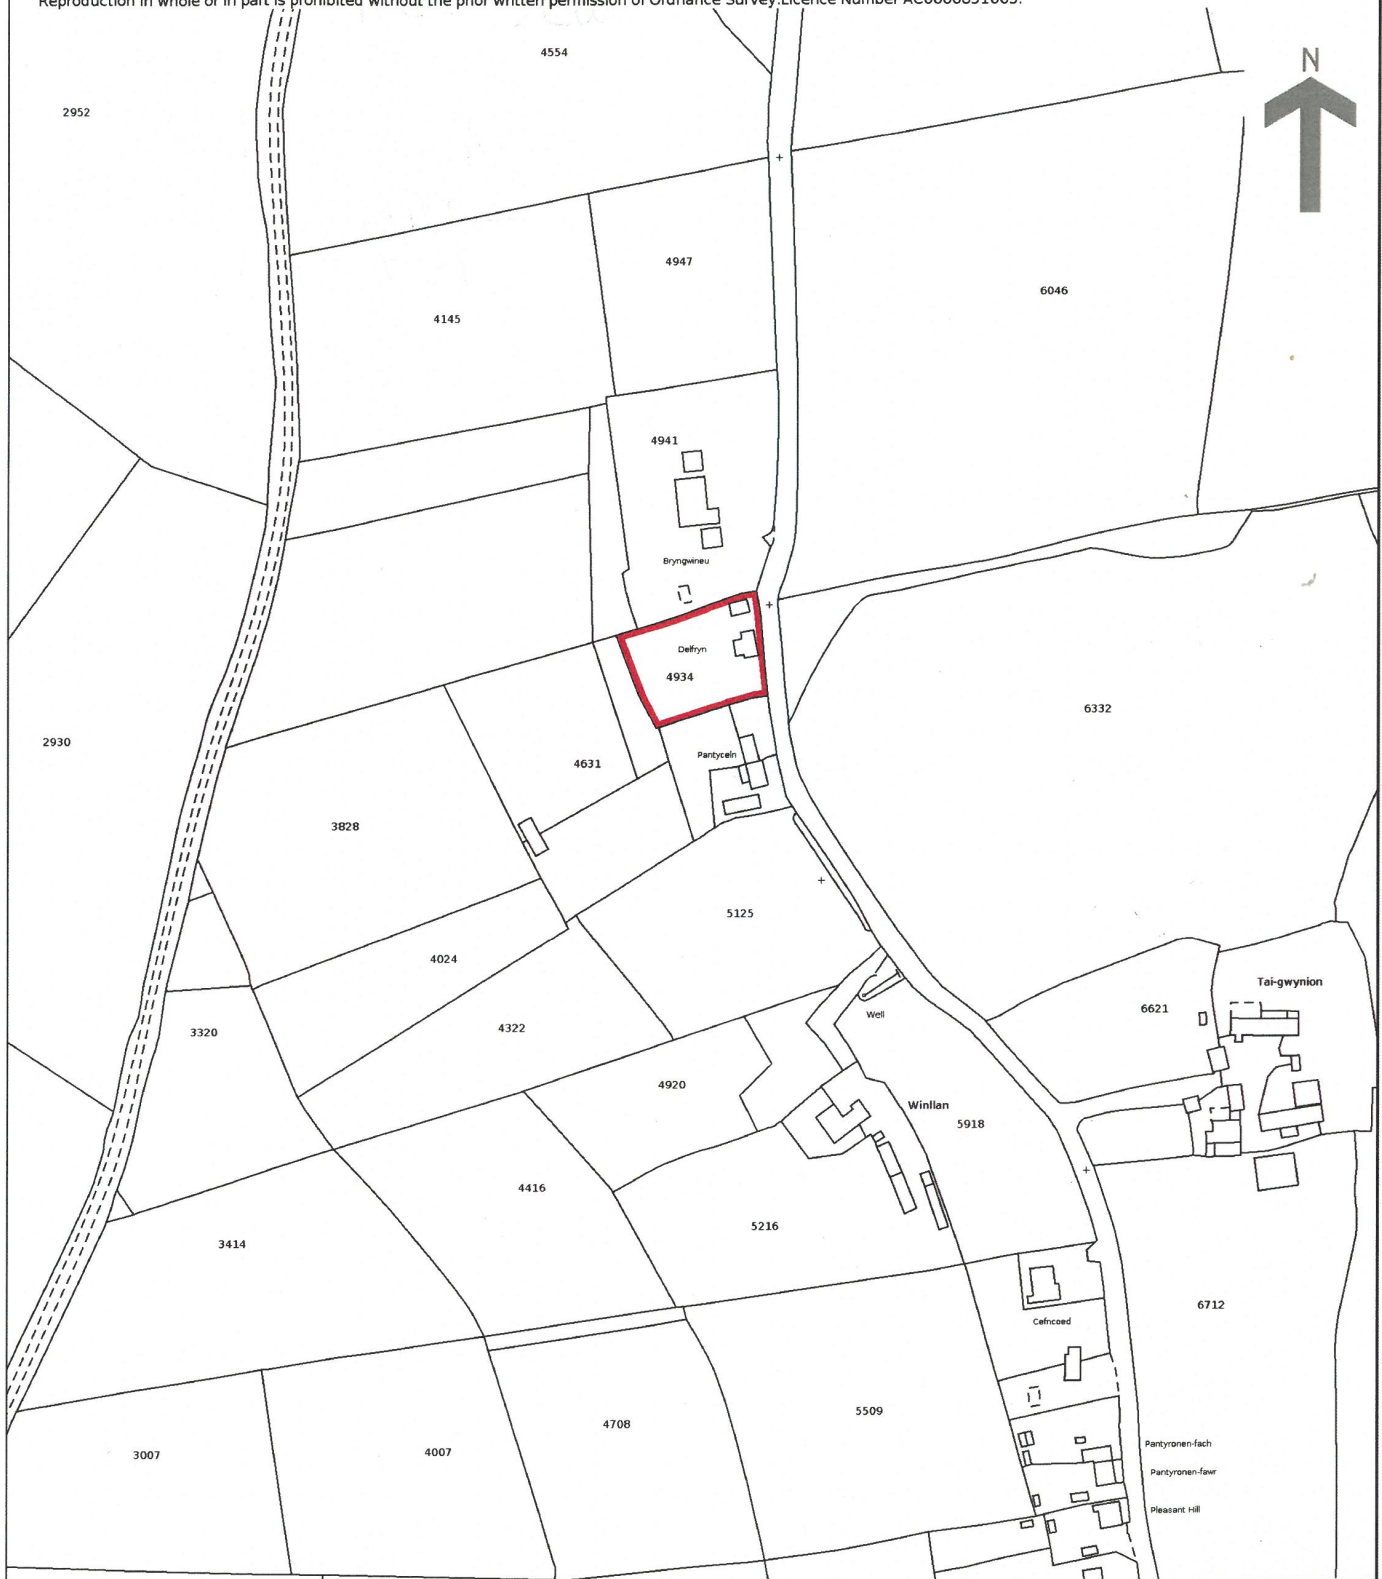 Reproduction in whole or in part is prohibited without the prior written permission of Ordnance Survey.Licence Number AC0000851063.
4554
N
2952
4947
6046
4145
4941
Bryngwineu
Delfryn
4934
6332
2930
Pantyceln
4631
3828
5125
4024
Tai-gwynion
6621
Well
4322
3320
4920
Winllan
5918
4416
5216
3414
6712
Cefncoed
5509
4708
Pantyronen-fach
4007
3007
Pantyronen-fawr
Pleasant Hill